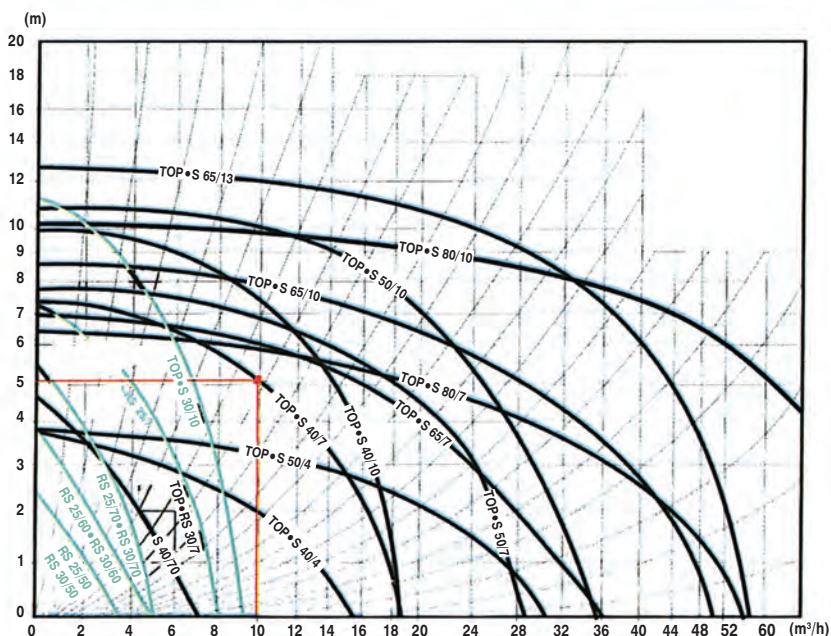 (m)
20
18
16
14
12
10
9
8
7
6
5
4
3
2
1
0
TOP•S 65/13
TOP•S 80/10
TOP•S 50/10
TOP•S 65/10
TOP•S 30/10
TOP•S 80/7
TOP•S 65/7
TOP•S 40/7
TOP•S 40/10
TOP•S 50/4
TOP•S 50/7
TOP•S 40/4
TOP•RS 30/7
S 40/70
RS 25/70•RS 30/70
RS 25/60•RS 30/60
RS 25/50
RS 30/50
0 2 4 6 8 10 12 14 16 18 20 24 28 32 36 40 44 48 52 60 (m³/h)